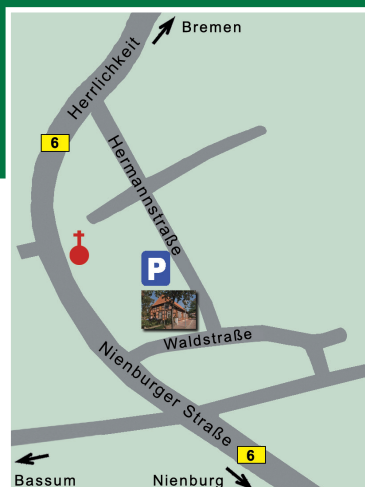 Bremen
Herrlichkeit
6
Hermannstraße
P
Waldstraße
Nienburger Straße
6
Bassum
Nienburg